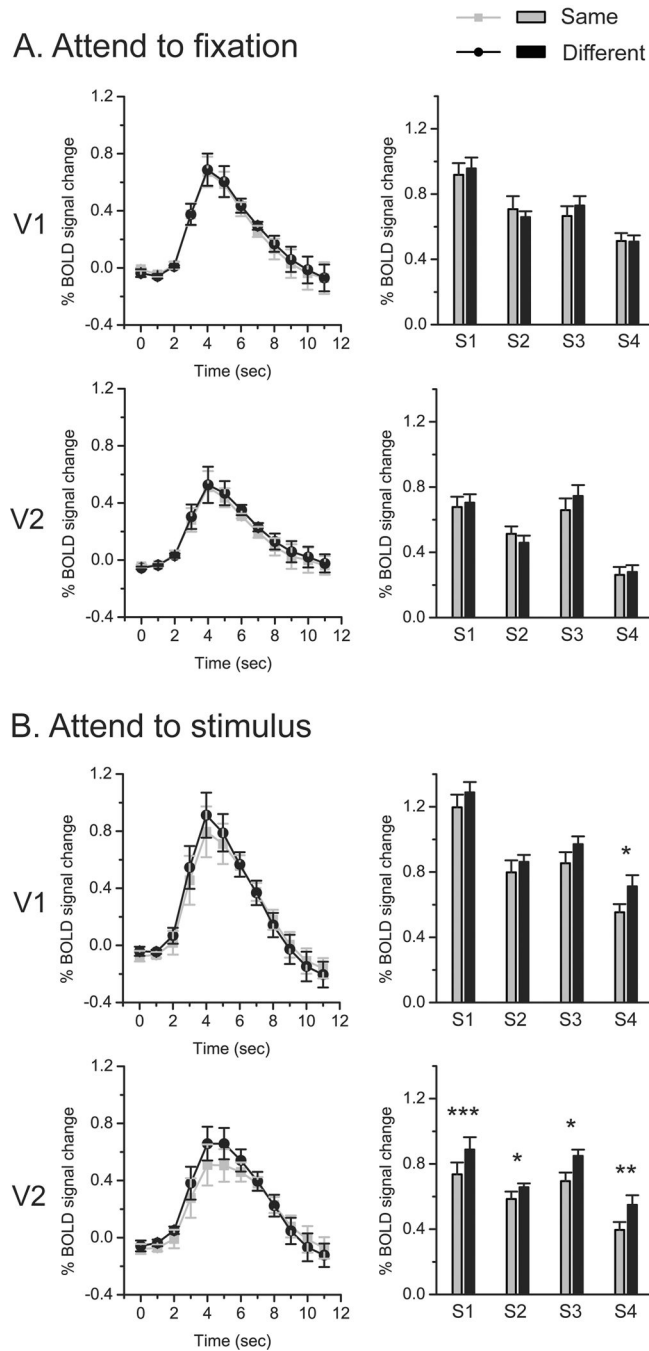 Same
Different
A. Attend to fixation
V1
% BOLD signal change
1.2
0.8
0.4
0.0
-0.4
0 2 4 6 8 10 12
Time (sec)
% BOLD signal change
1.2
0.8
0.4
0.0
S1 S2 S3 S4
V2
% BOLD signal change
1.2
0.8
0.4
0.0
-0.4
0 2 4 6 8 10 12
Time (sec)
% BOLD signal change
1.2
0.8
0.4
0.0
S1 S2 S3 S4
B. Attend to stimulus
V1
% BOLD signal change
1.2
0.8
0.4
0.0
-0.4
0 2 4 6 8 10 12
Time (sec)
% BOLD signal change
1.2
0.8
0.4
0.0
*
S1 S2 S3 S4
V2
% BOLD signal change
1.2
0.8
0.4
0.0
-0.4
0 2 4 6 8 10 12
Time (sec)
% BOLD signal change
1.2
0.8
0.4
0.0
*** * * **
S1 S2 S3 S4